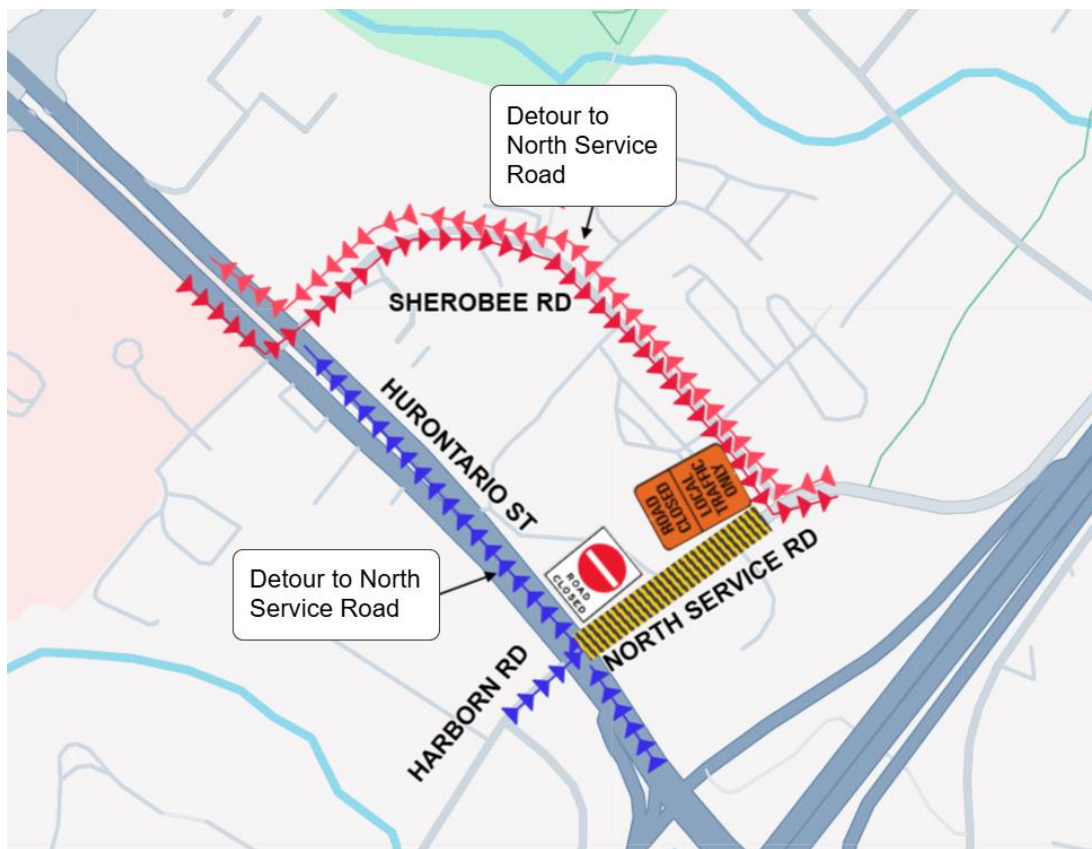 Detour to
North Service
Road
SHEROBEE RD
HURONTARIO ST
ROAD
CLOSED
LOCAL
TRAFFIC
ONLY
ROAD
CLOSED
NORTH SERVICE RD
Detour to North
Service Road
HARBORN RD